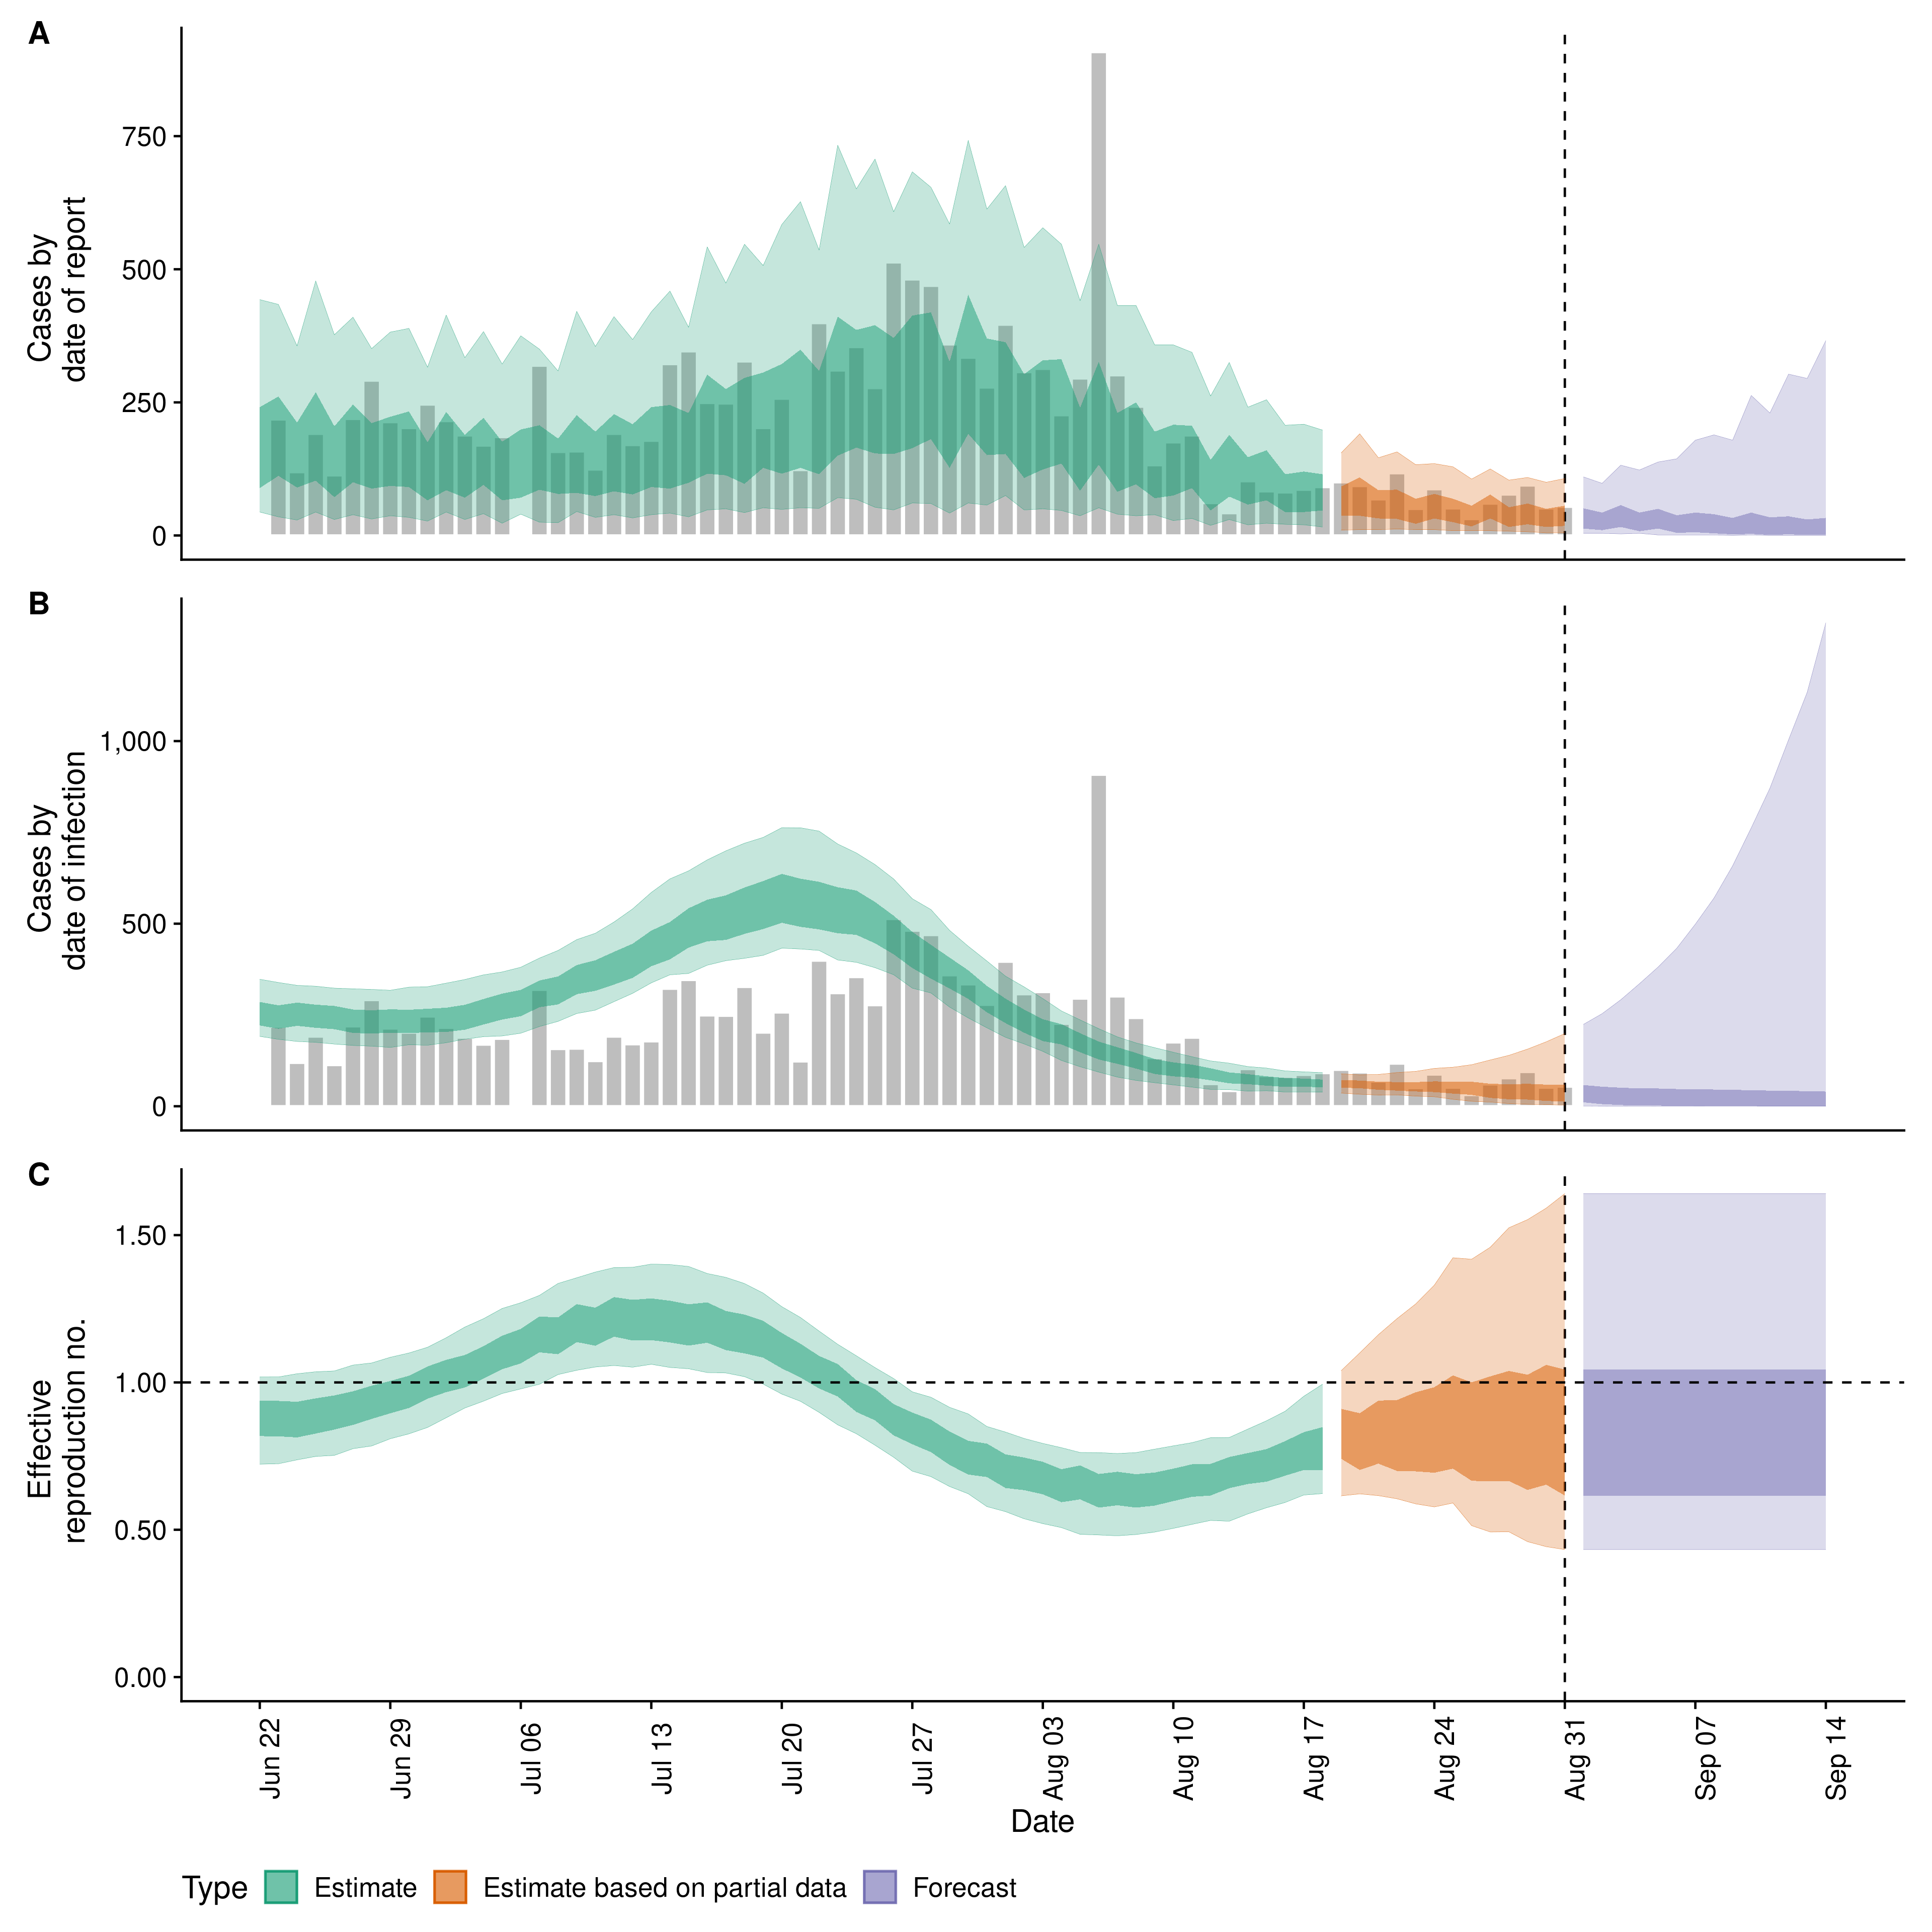 A
Cases by
date of report
750
500
250
0
B
Cases by
date of infection
1,000
500
0
C
Effective
reproduction no.
1.50
1.00
0.50
0.00
Jun 22
Jun 29
Jul 06
Jul 13
Jul 20
Jul 27
Aug 03
Aug 10
Aug 17
Aug 24
Aug 31
Sep 07
Sep 14
Date
Type Estimate Estimate based on partial data Forecast